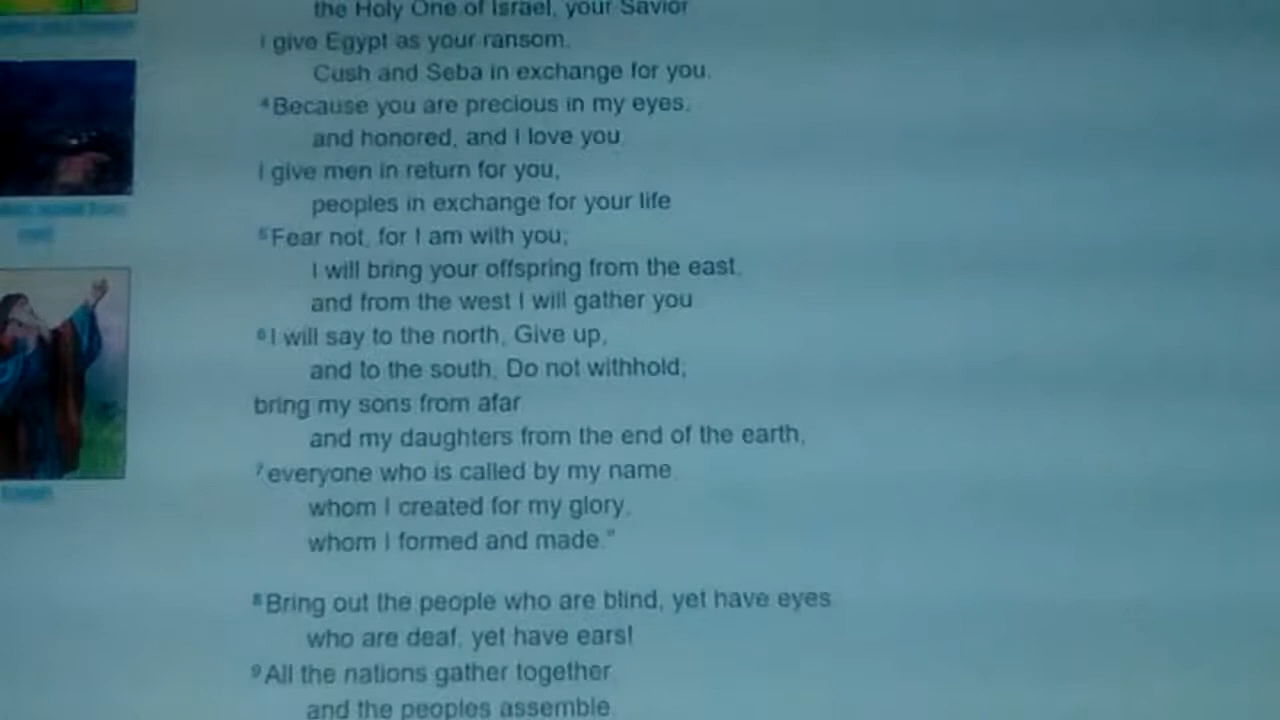 the Holy One of Israel, your Savior
I give Egypt as your ransom,
Cush and Seba in exchange for you.
4 Because you are precious in my eyes,
and honored, and I love you
I give men in return for you,
peoples in exchange for your life
5 Fear not, for I am with you;
I will bring your offspring from the east,
and from the west I will gather you
6 I will say to the north, Give up,
and to the south, Do not withhold;
bring my sons from afar
and my daughters from the end of the earth,
7 everyone who is called by my name
whom I created for my glory,
whom I formed and made."
8 Bring out the people who are blind, yet have eyes
who are deaf, yet have ears!
9 All the nations gather together
and the peoples assemble